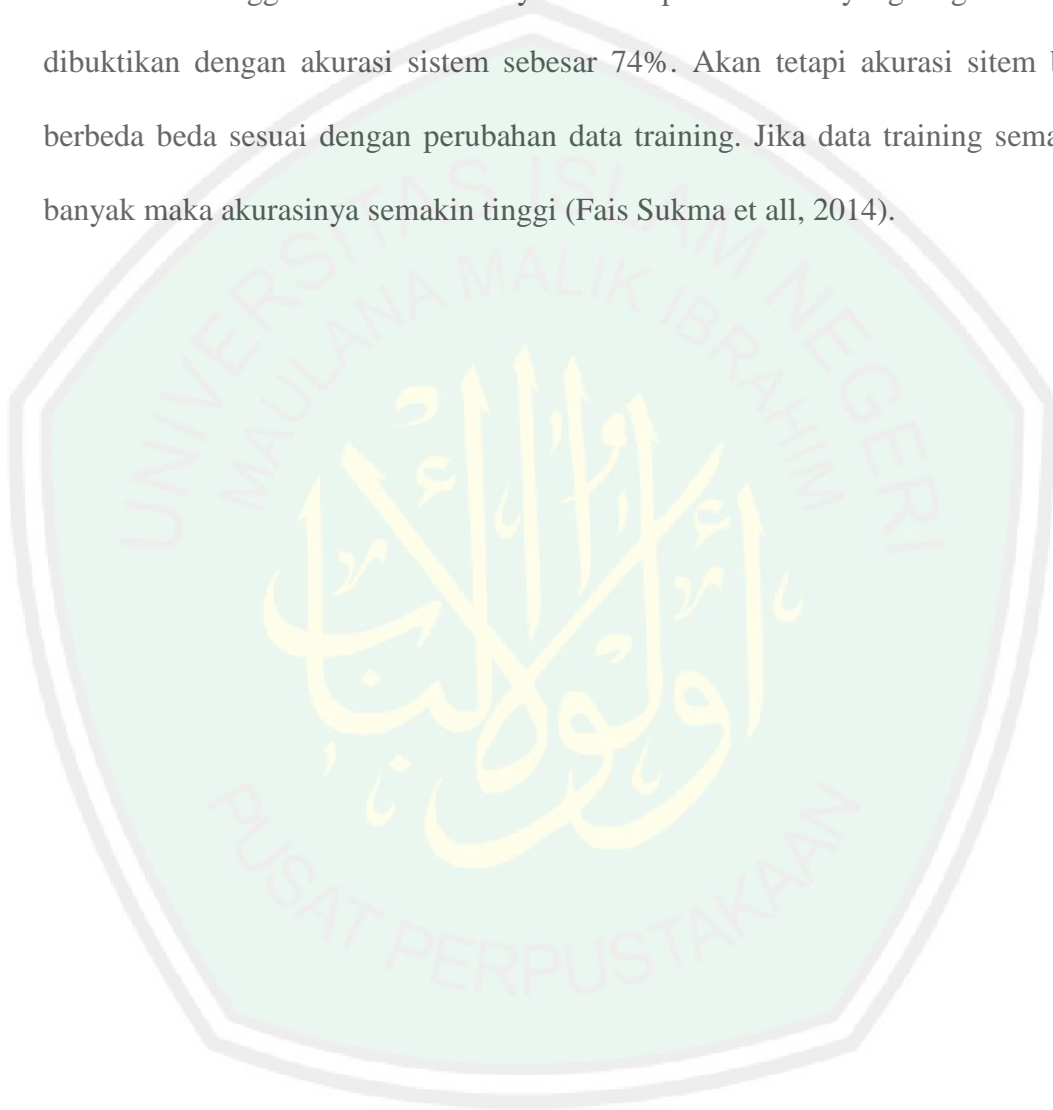 dibuktikan dengan akurasi sistem sebesar 74%. Akan tetapi akurasi sitem
berbeda beda sesuai dengan perubahan data training. Jika data training
banyak maka akurasinya semakin tinggi (Fais Sukma et all, 2014).
UNIVERSITAS ISLAM NEGERI
MAULANA MALIK IBRAHIM
أولوا الألباب
PUSAT PERPUSTAKAAN